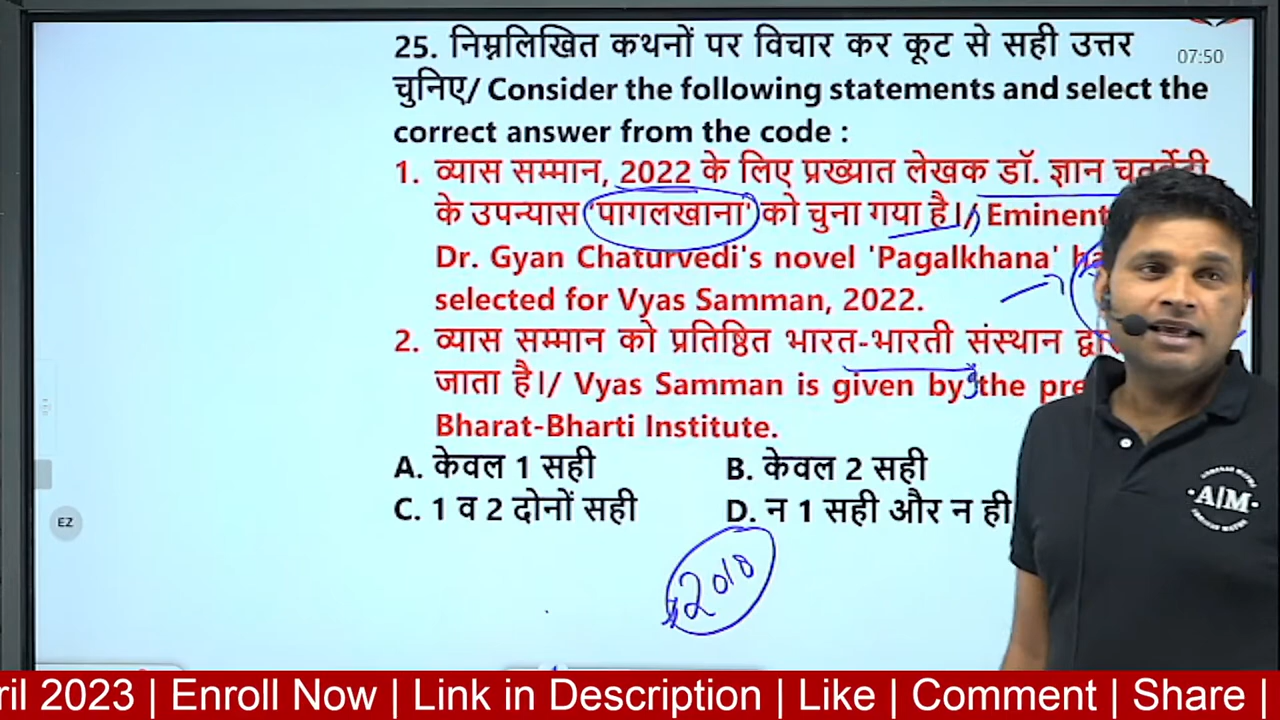 25. निम्नलिखित कथनों पर विचार कर कूट से सही उत्तर
07:50
चुनिए/ Consider the following statements and select the
correct answer from the code :
1. व्यास सम्मान, 2022 के लिए प्रख्यात लेखक डॉ. ज्ञान चतुर्वेदी
के उपन्यास 'पागलखाना' को चुना गया है।/ Eminent
Dr. Gyan Chaturvedi's novel 'Pagalkhana'
selected for Vyas Samman, 2022.
2. व्यास सम्मान को प्रतिष्ठित भारत-भारती संस्थान
जाता है।/ Vyas Samman is given by the
Bharat-Bharti Institute.
A. केवल 1 सही B. केवल 2 सही
C. 1 व 2 दोनों सही D. न 1 सही और न ही
EZ
2018
A|M
ril 2023 | Enroll Now | Link in Description | Like | Comment | Share |